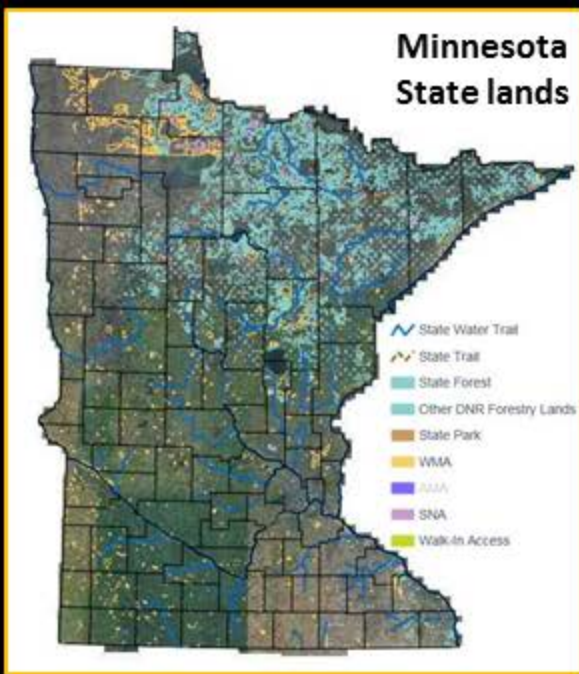 Minnesota
State lands
State Water Trail
State Trail
State Forest
Other DNR Forestry Lands
State Park
WMA
AMA
SNA
Walk-In Access